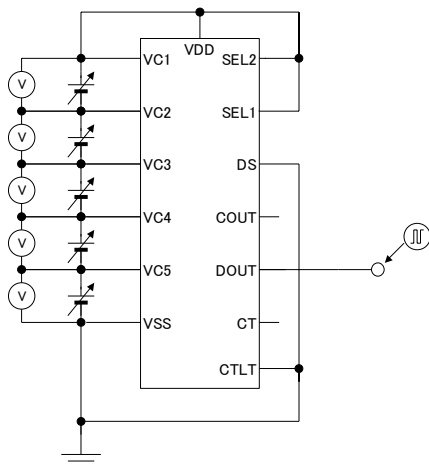 VDD
VC1
SEL2
V
VC2
SEL1
V
VC3
DS
V
VC4
COUT
V
VC5
DOUT
V
VSS
CT
CTLT